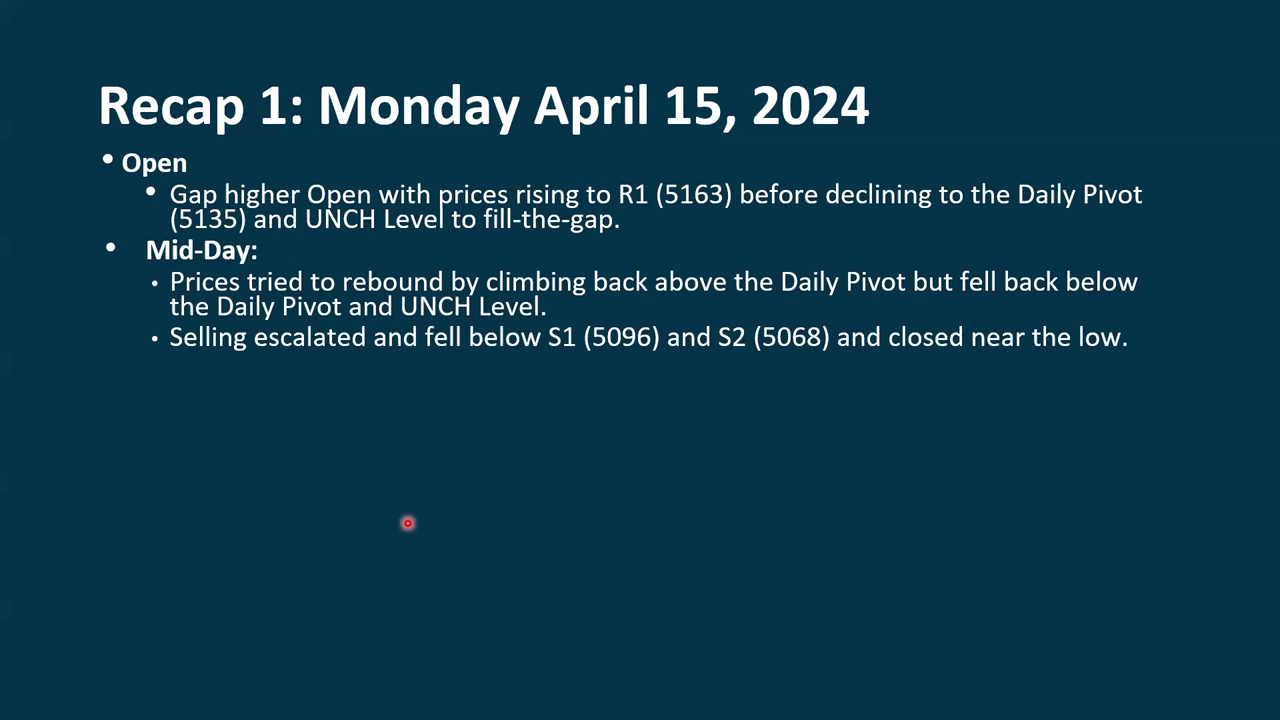 Recap 1: Monday April 15, 2024
• Open
• Gap higher Open with prices rising to R1 (5163) before declining to the Daily Pivot
(5135) and UNCH Level to fill-the-gap.
• Mid-Day:
• Prices tried to rebound by climbing back above the Daily Pivot but fell back below
the Daily Pivot and UNCH Level.
• Selling escalated and fell below S1 (5096) and S2 (5068) and closed near the low.